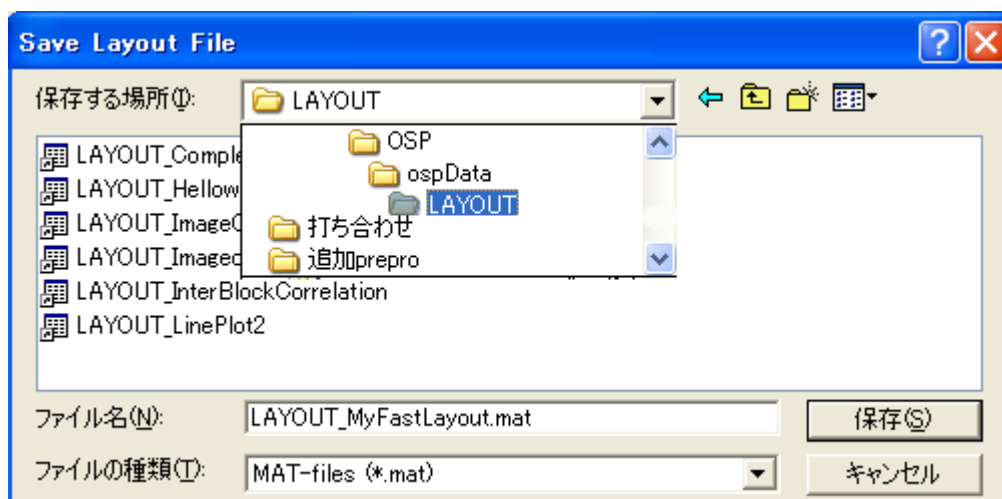 Save Layout File
保存する場所(I):
LAYOUT
OSP
ospData
LAYOUT
打ち合わせ
追加prepro
LAYOUT_Comple
LAYOUT_Hellow
LAYOUT_Image
LAYOUT_Image
LAYOUT_InterBlockCorrelation
LAYOUT_LinePlot2
ファイル名(N):
LAYOUT_MyFastLayout.mat
保存(S)
ファイルの種類(T):
MAT-files (*.mat)
キャンセル